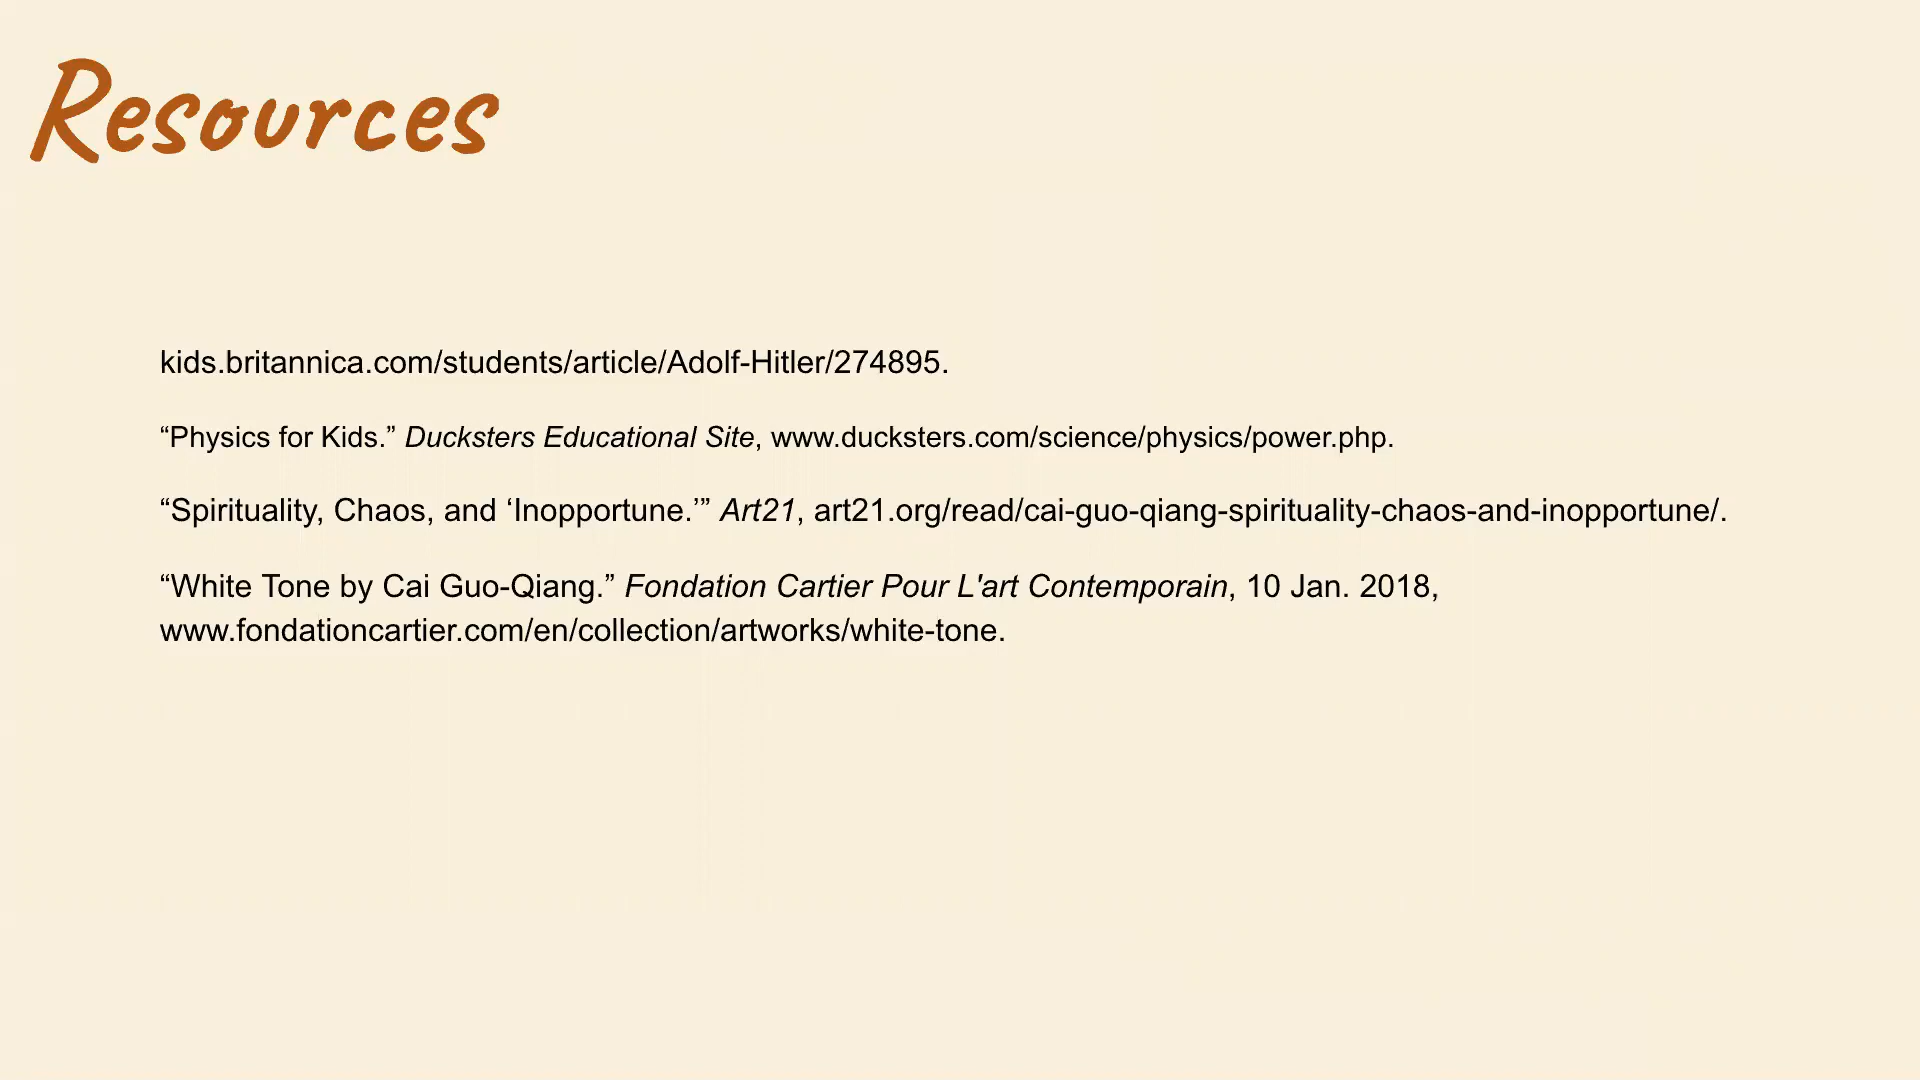 Resources
kids.britannica.com/students/article/Adolf-Hitler/274895.
“Physics for Kids.” Ducksters Educational Site, www.ducksters.com/science/physics/power.php.
“Spirituality, Chaos, and ‘Inopportune.’” Art21, art21.org/read/cai-guo-qiang-spirituality-chaos-and-inopportune/.
“White Tone by Cai Guo-Qiang.” Fondation Cartier Pour L'art Contemporain, 10 Jan. 2018,
www.fondationcartier.com/en/collection/artworks/white-tone.